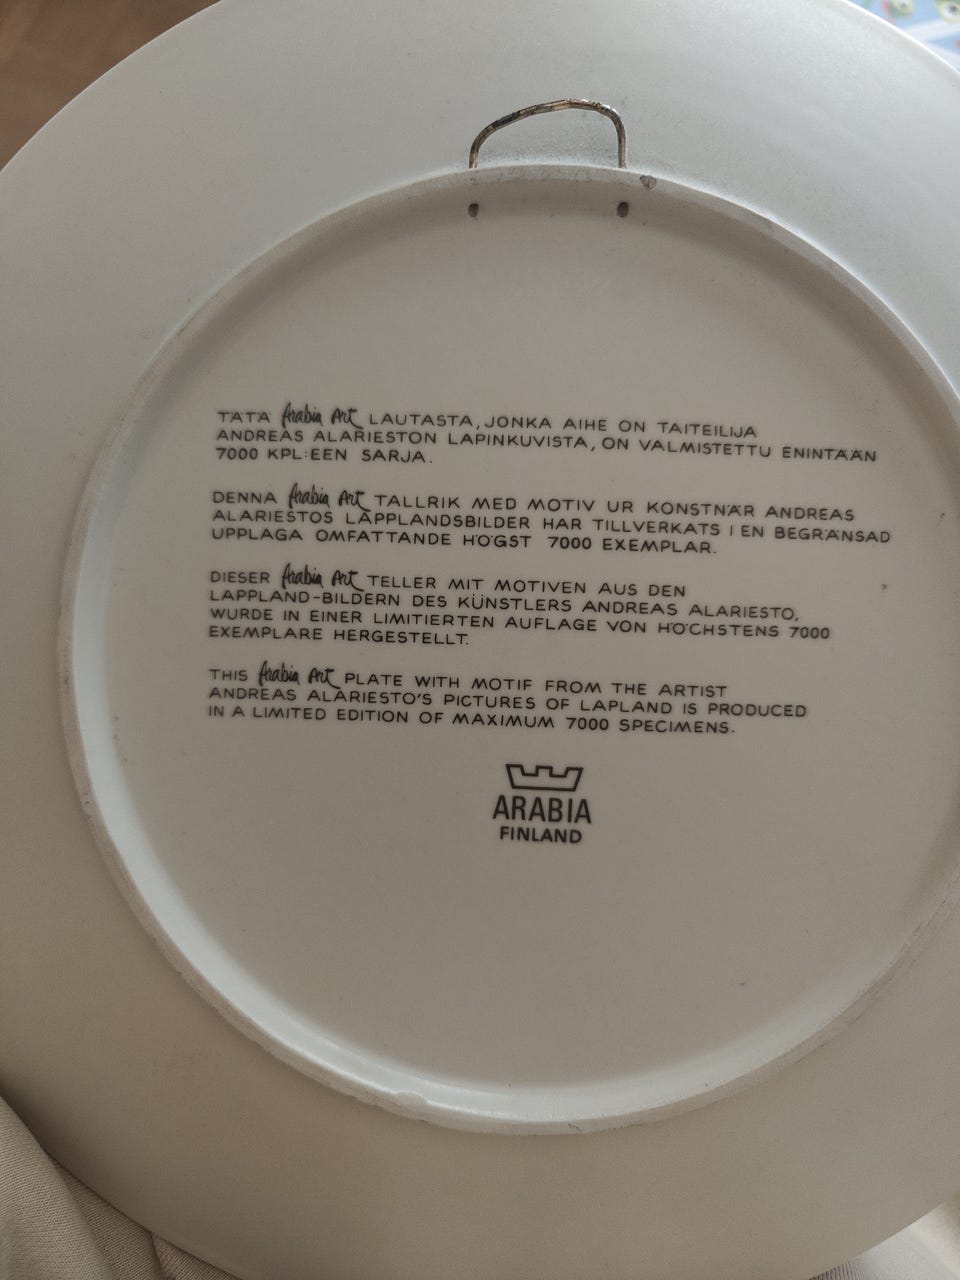 TÄTÄ Arabia Art LAUTASTA, JONKA AIHE ON TAITEILIJA
ANDREAS ALARIESTON LAPINKUVISTA, ON VALMISTETTU ENINTÄÄN
7000 KPL:EEN SARJA.
DENNA Arabia Art TALLRIK MED MOTIV UR KONSTNÄR ANDREAS
ALARIESTOS LAPPLANDSBILDER HAR TILLVERKATS I EN BEGRÄNSAD
UPPLAGA OMFATTANDE HÖGST 7000 EXEMPLAR.
DIESER Arabia Art TELLER MIT MOTIVEN AUS DEN
LAPPLAND-BILDERN DES KÜNSTLERS ANDREAS ALARIESTO,
WURDE IN EINER LIMITIERTEN AUFLAGE VON HÖCHSTENS 7000
EXEMPLARE HERGESTELLT.
THIS Arabia Art PLATE WITH MOTIF FROM THE ARTIST
ANDREAS ALARIESTO'S PICTURES OF LAPLAND IS PRODUCED
IN A LIMITED EDITION OF MAXIMUM 7000 SPECIMENS.
ARABIA
FINLAND